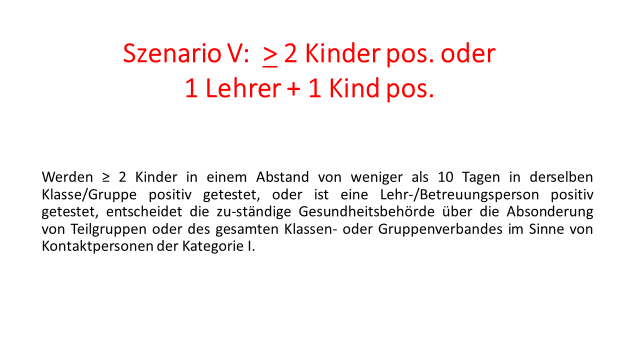 Szenario V: ≥ 2 Kinder pos. oder
1 Lehrer + 1 Kind pos.
Werden ≥ 2 Kinder in einem Abstand von weniger als 10 Tagen in derselben
Klasse/Gruppe positiv getestet, oder ist eine Lehr-/Betreuungsperson positiv
getestet, entscheidet die zu-ständige Gesundheitsbehörde über die Absonderung
von Teilgruppen oder des gesamten Klassen- oder Gruppenverbandes im Sinne von
Kontaktpersonen der Kategorie I.